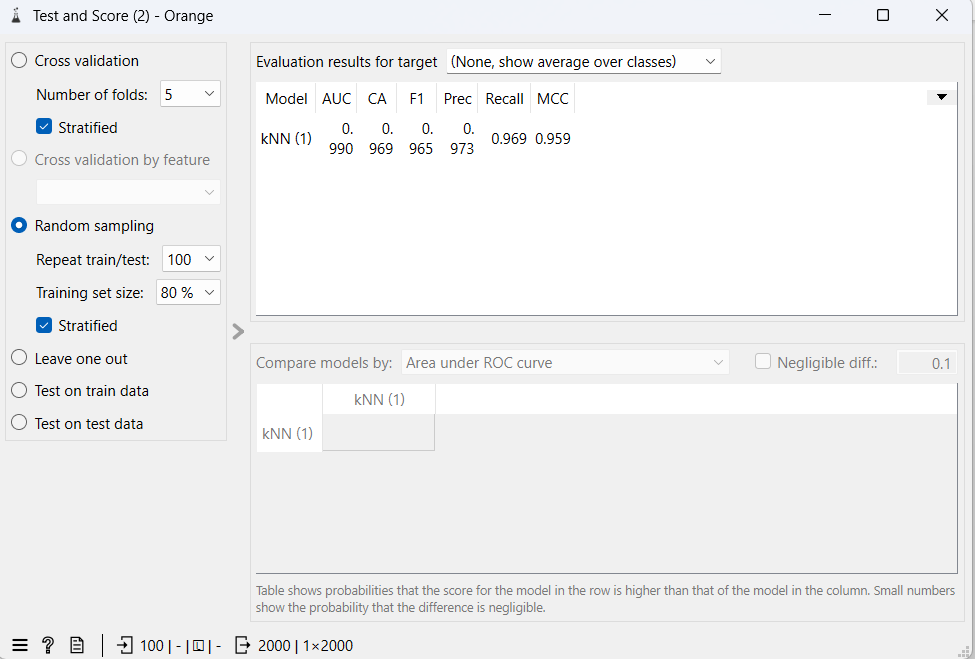 Test and Score (2) - Orange
Cross validation
Number of folds: 5
Stratified
Cross validation by feature
Random sampling
Repeat train/test: 100
Training set size: 80 %
Stratified
Leave one out
Test on train data
Test on test data
Evaluation results for target (None, show average over classes)
Model AUC CA F1 Prec Recall MCC
kNN (1) 0.990 0.969 0.965 0.973 0.969 0.959
Compare models by: Area under ROC curve Negligible diff.: 0.1
kNN (1)
kNN (1)
Table shows probabilities that the score for the model in the row is higher than that of the model in the column. Small numbers
show the probability that the difference is negligible.
? 100 | - | - 2000 | 1×2000